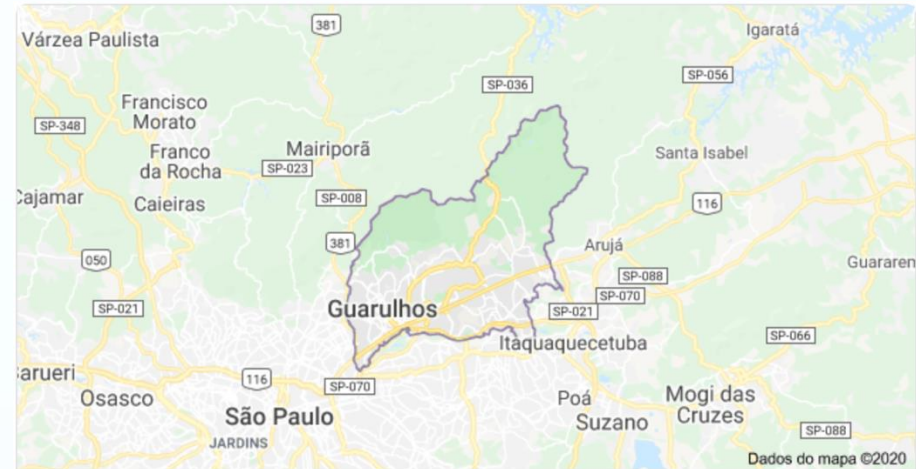 381
Várzea Paulista
Igaratá
SP-056
SP-036
Francisco
Morato
SP-348
Mairiporã
Franco
da Rocha
SP-023
Santa Isabel
Cajamar
SP-008
Caieiras
116
381
Arujá
050
Guararen
SP-088
SP-070
SP-021
Guarulhos
SP-021
SP-066
Itaquaquecetuba
arueri
116
SP-070
Osasco
Poá
Mogi das
Cruzes
São Paulo
Suzano
SP-088
JARDINS
Dados do mapa ©2020